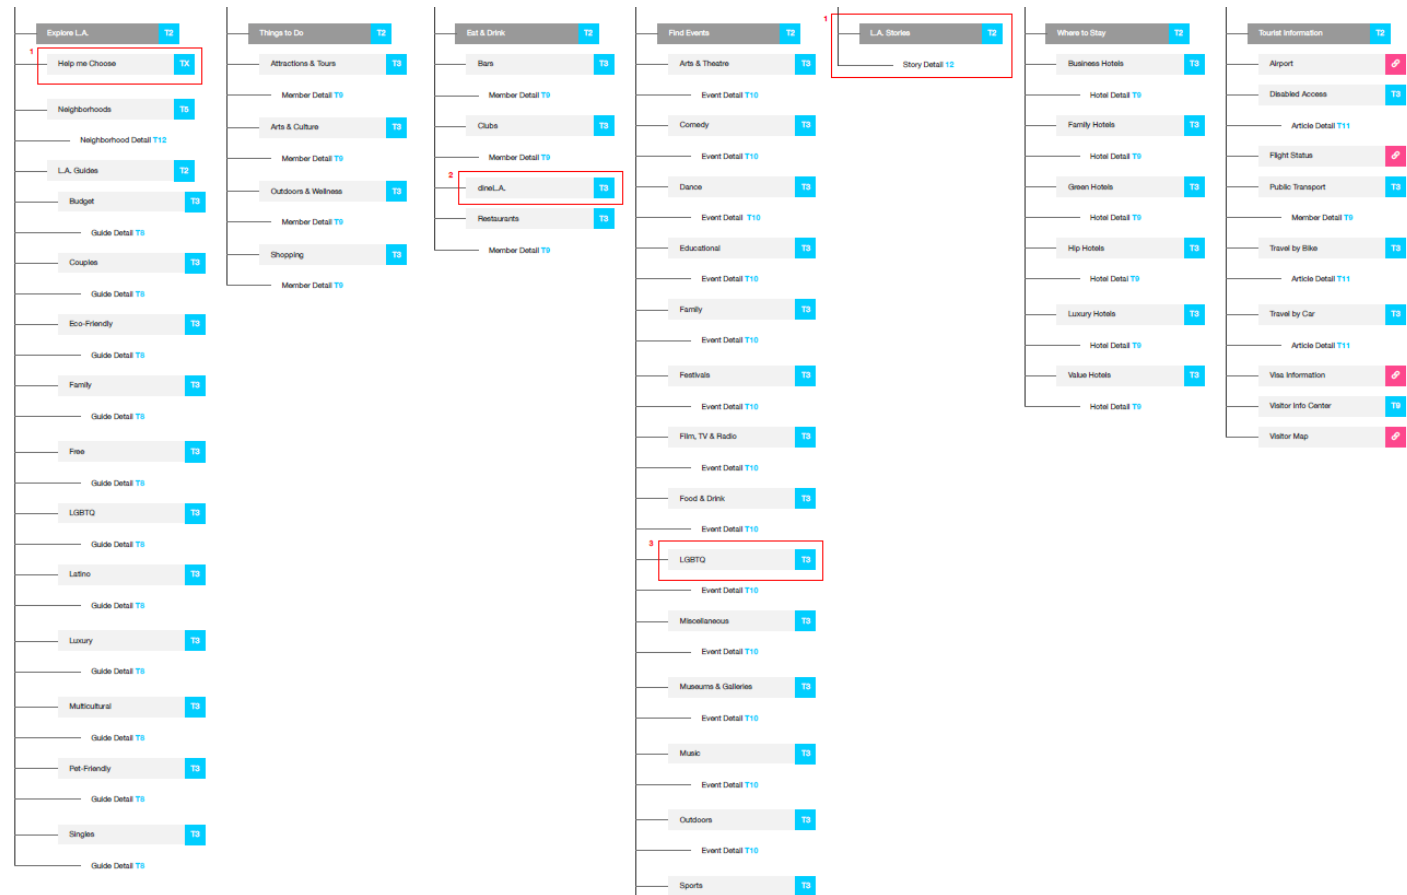 Explore L.A. T2
1
Help me Choose TX
Neighborhoods T5
Neighborhood Detail T12
L.A. Guides T2
Budget T3
Guide Detail T8
Couples T3
Guide Detail T8
Eco-Friendly T3
Guide Detail T8
Family T3
Guide Detail T8
Free T3
Guide Detail T8
LGBTQ T3
Guide Detail T8
Latino T3
Guide Detail T8
Luxury T3
Guide Detail T8
Multicultural T3
Guide Detail T8
Pet-Friendly T3
Guide Detail T8
Singles T3
Guide Detail T8
Things to Do T2
Attractions & Tours T3
Member Detail T9
Arts & Culture T3
Member Detail T9
Outdoors & Wellness T3
Member Detail T9
Shopping T3
Member Detail T9
Eat & Drink T2
Bars T3
Member Detail T9
Clubs T3
Member Detail T9
2
dineL.A. T3
Restaurants T3
Member Detail T9
Find Events T2
Arts & Theatre T3
Event Detail T10
Comedy T3
Event Detail T10
Dance T3
Event Detail T10
Educational T3
Event Detail T10
Family T3
Event Detail T10
Festivals T3
Event Detail T10
Film, TV & Radio T3
Event Detail T10
Food & Drink T3
Event Detail T10
3
LGBTQ T3
Event Detail T10
Miscellaneous T3
Event Detail T10
Museums & Galleries T3
Event Detail T10
Music T3
Event Detail T10
Outdoors T3
Event Detail T10
Sports T3
1
L.A. Stories T2
Story Detail 12
Where to Stay T2
Business Hotels T3
Hotel Detail T9
Family Hotels T3
Hotel Detail T9
Green Hotels T3
Hotel Detail T9
Hip Hotels T3
Hotel Detai T9
Luxury Hotels T3
Hotel Detail T9
Value Hotels T3
Hotel Detail T9
Tourist Information T2
Airport
Disabled Access T3
Article Detail T11
Flight Status
Public Transport T3
Member Detail T9
Travel by Bike T3
Article Detail T11
Travel by Car T3
Article Detail T11
Visa Information
Visitor Info Center T9
Visitor Map